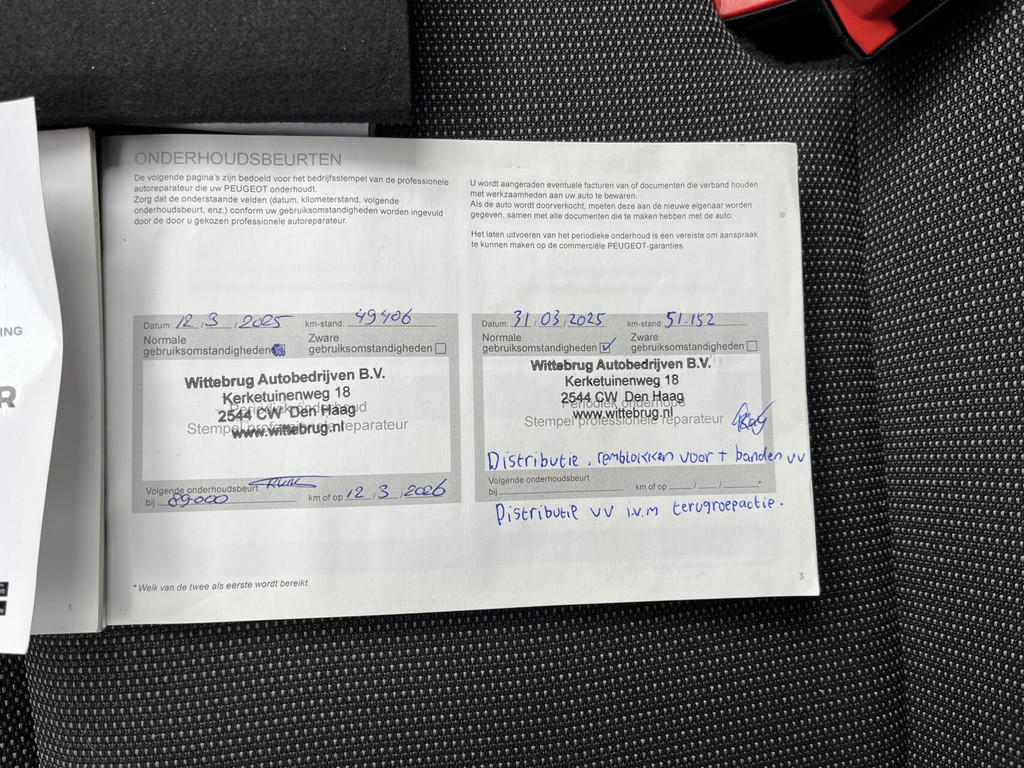 ONDERHOUDSBEURTEN
De volgende pagina's zijn bedoeld voor het bedrijfsstempel van de professionele
autoreparateur die uw PEUGEOT onderhoudt.
Zorg dat de onderstaande velden (datum, kilometerstand, volgende
onderhoudsbeurt, enz.) conform uw gebruiksomstandigheden worden ingevuld
door de door u gekozen professionele autoreparateur.
Datum: 12 / 3 / 2025 km-stand: 49406
Normale gebruiksomstandigheden
Zware gebruiksomstandigheden
Wittebrug Autobedrijven B.V.
Kerketuinenweg 18
Periodiek onderhoud
2544 CW Den Haag
Stempel professionele reparateur
www.wittebrug.nl
Volgende onderhoudsbeurt
bij 89.000 km of op 12 / 3 / 2026
* Welk van de twee als eerste wordt bereikt.
1
U wordt aangeraden eventuele facturen van of documenten die verband houden
met werkzaamheden aan uw auto te bewaren.
Als de auto wordt doorverkocht, moeten deze aan de nieuwe eigenaar worden
gegeven, samen met alle documenten die te maken hebben met de auto.
Het laten uitvoeren van het periodieke onderhoud is een vereiste om aanspraak
te kunnen maken op de commerciële PEUGEOT-garanties.
Datum: 31 / 03 / 2025 km-stand: 51.152
Normale gebruiksomstandigheden
Zware gebruiksomstandigheden
Wittebrug Autobedrijven B.V.
Kerketuinenweg 18
2544 CW Den Haag
Periodiek onderhoud
www.wittebrug.nl
Stempel professionele reparateur
Distributie, remblokken voor + banden vv
Volgende onderhoudsbeurt
bij km of op / / *
Distributie vv i.v.m terugroepactie.
3
ING
R